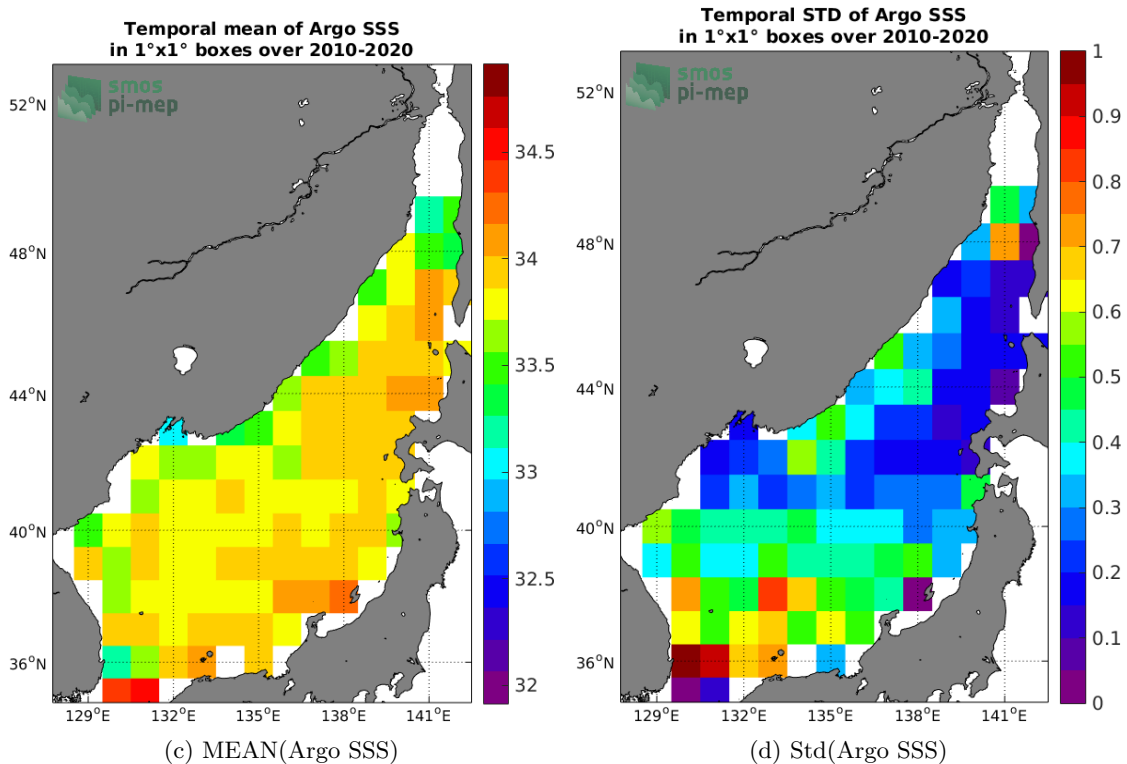 Temporal mean of Argo SSS
in 1°x1° boxes over 2010-2020
smos
pi-mep
52°N
48°N
44°N
40°N
36°N
129°E
132°E
135°E
138°E
141°E
34.5
34
33.5
33
32.5
32
(c) MEAN(Argo SSS)
Temporal STD of Argo SSS
in 1°x1° boxes over 2010-2020
smos
pi-mep
52°N
48°N
44°N
40°N
36°N
129°E
132°E
135°E
138°E
141°E
1
0.9
0.8
0.7
0.6
0.5
0.4
0.3
0.2
0.1
0
(d) Std(Argo SSS)